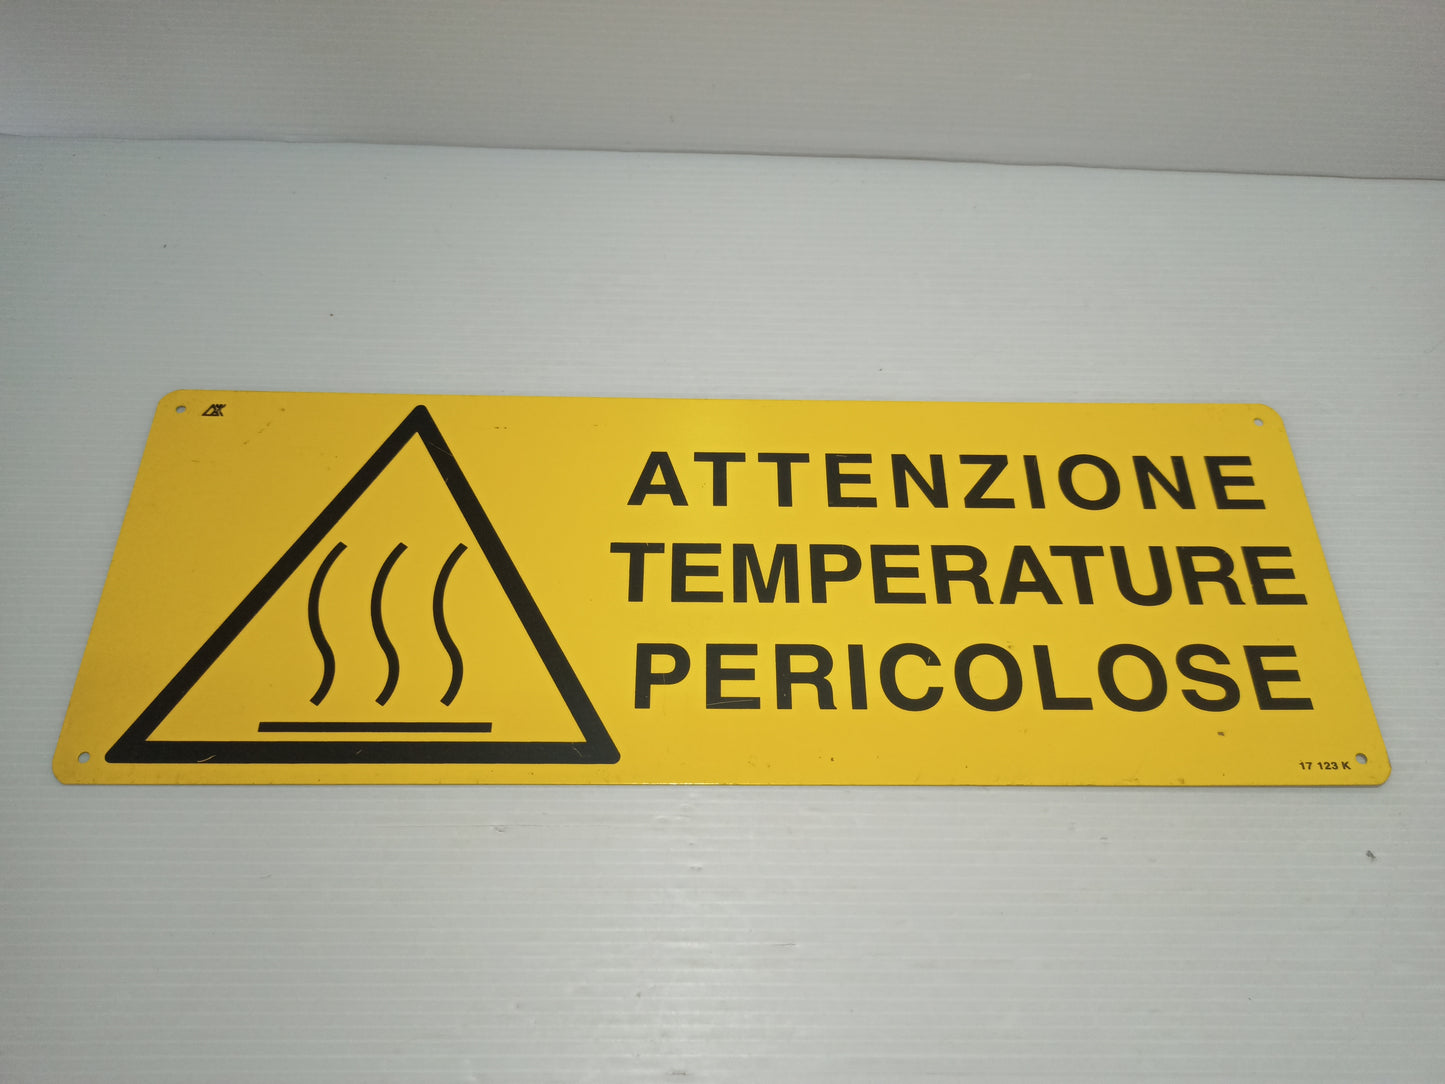 ATTENZIONE
TEMPERATURE
PERICOLOSE
17 123 K